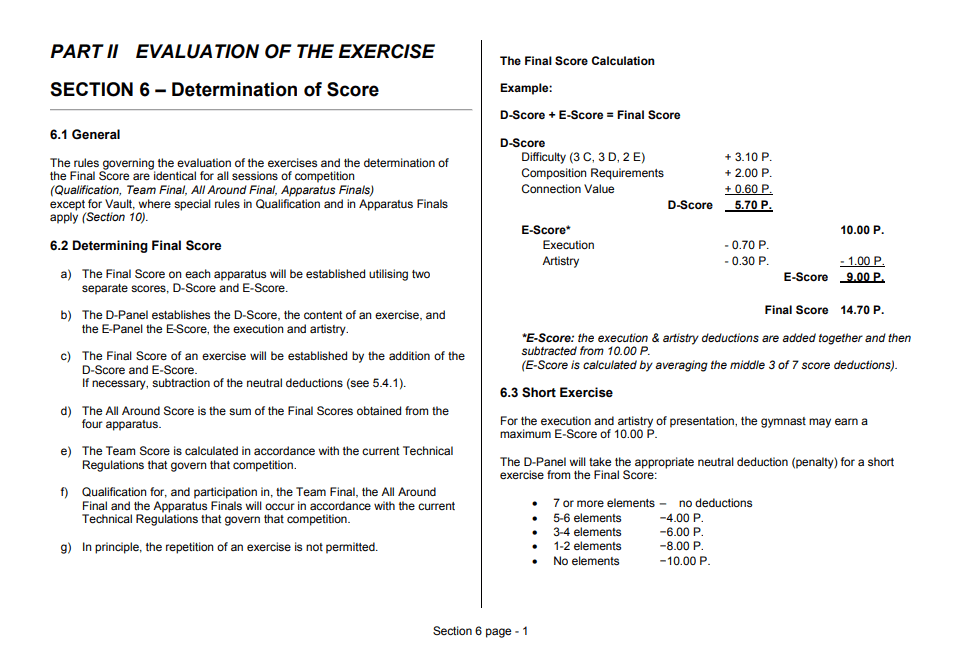 PART II EVALUATION OF THE EXERCISE
SECTION 6 – Determination of Score
6.1 General
The rules governing the evaluation of the exercises and the determination of
the Final Score are identical for all sessions of competition
(Qualification, Team Final, All Around Final, Apparatus Finals)
except for Vault, where special rules in Qualification and in Apparatus Finals
apply (Section 10).
6.2 Determining Final Score
a) The Final Score on each apparatus will be established utilising two
separate scores, D-Score and E-Score.
b) The D-Panel establishes the D-Score, the content of an exercise, and
the E-Panel the E-Score, the execution and artistry.
c) The Final Score of an exercise will be established by the addition of the
D-Score and E-Score.
If necessary, subtraction of the neutral deductions (see 5.4.1).
d) The All Around Score is the sum of the Final Scores obtained from the
four apparatus.
e) The Team Score is calculated in accordance with the current Technical
Regulations that govern that competition.
f) Qualification for, and participation in, the Team Final, the All Around
Final and the Apparatus Finals will occur in accordance with the current
Technical Regulations that govern that competition.
g) In principle, the repetition of an exercise is not permitted.
The Final Score Calculation
Example:
D-Score + E-Score = Final Score
D-Score
Difficulty (3 C, 3 D, 2 E) + 3.10 P.
Composition Requirements + 2.00 P.
Connection Value + 0.60 P.
D-Score 5.70 P.
E-Score* 10.00 P.
Execution - 0.70 P.
Artistry - 0.30 P. - 1.00 P.
E-Score 9.00 P.
Final Score 14.70 P.
*E-Score: the execution & artistry deductions are added together and then
subtracted from 10.00 P.
(E-Score is calculated by averaging the middle 3 of 7 score deductions).
6.3 Short Exercise
For the execution and artistry of presentation, the gymnast may earn a
maximum E-Score of 10.00 P.
The D-Panel will take the appropriate neutral deduction (penalty) for a short
exercise from the Final Score:
• 7 or more elements – no deductions
• 5-6 elements −4.00 P.
• 3-4 elements −6.00 P.
• 1-2 elements −8.00 P.
• No elements −10.00 P.
Section 6 page - 1